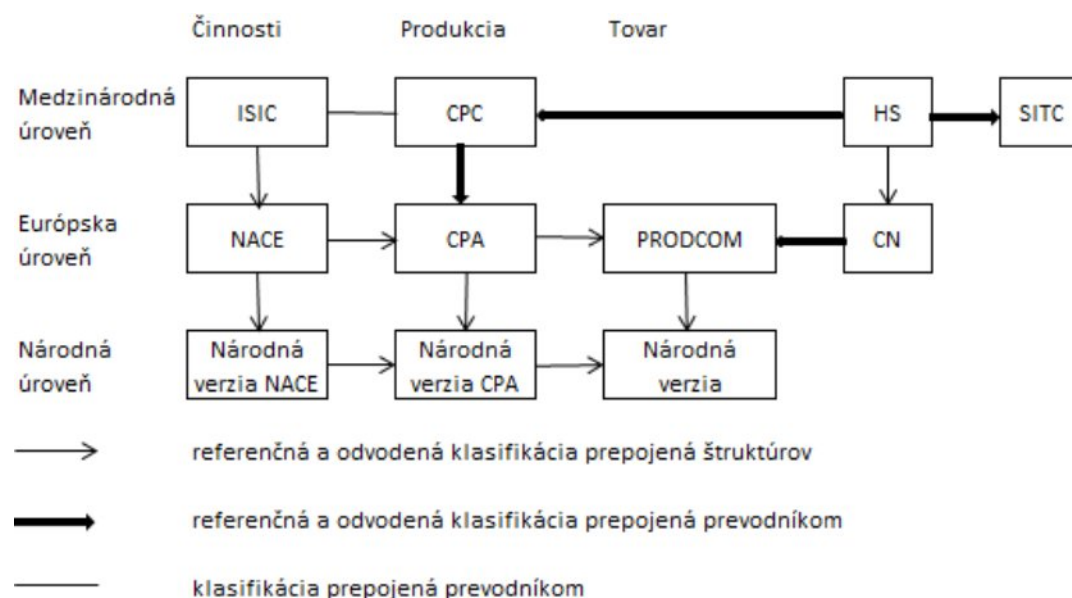 Činnosti Produkcia Tovar
Medzinárodná
úroveň
ISIC CPC HS SITC
Európska
úroveň
NACE CPA PRODCOM CN
Národná
úroveň
Národná
verzia NACE
Národná
verzia CPA
Národná
verzia
referenčná a odvodená klasifikácia prepojená štruktúrov
referenčná a odvodená klasifikácia prepojená prevodníkom
klasifikácia prepojená prevodníkom